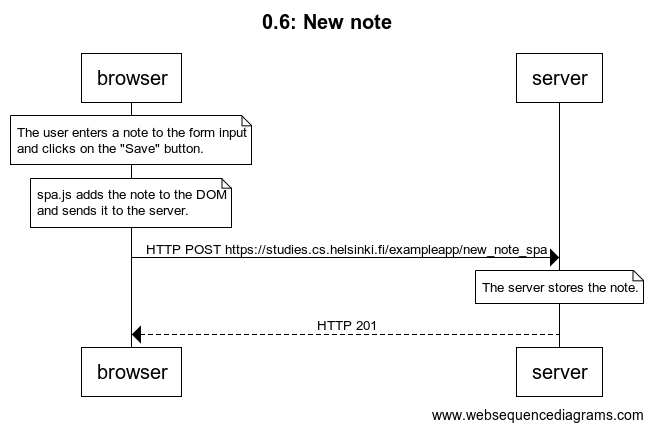 0.6: New note
browser
server
The user enters a note to the form input
and clicks on the "Save" button.
spa.js adds the note to the DOM
and sends it to the server.
HTTP POST https://studies.cs.helsinki.fi/exampleapp/new_note_spa
The server stores the note.
HTTP 201
browser
server
www.websequencediagrams.com